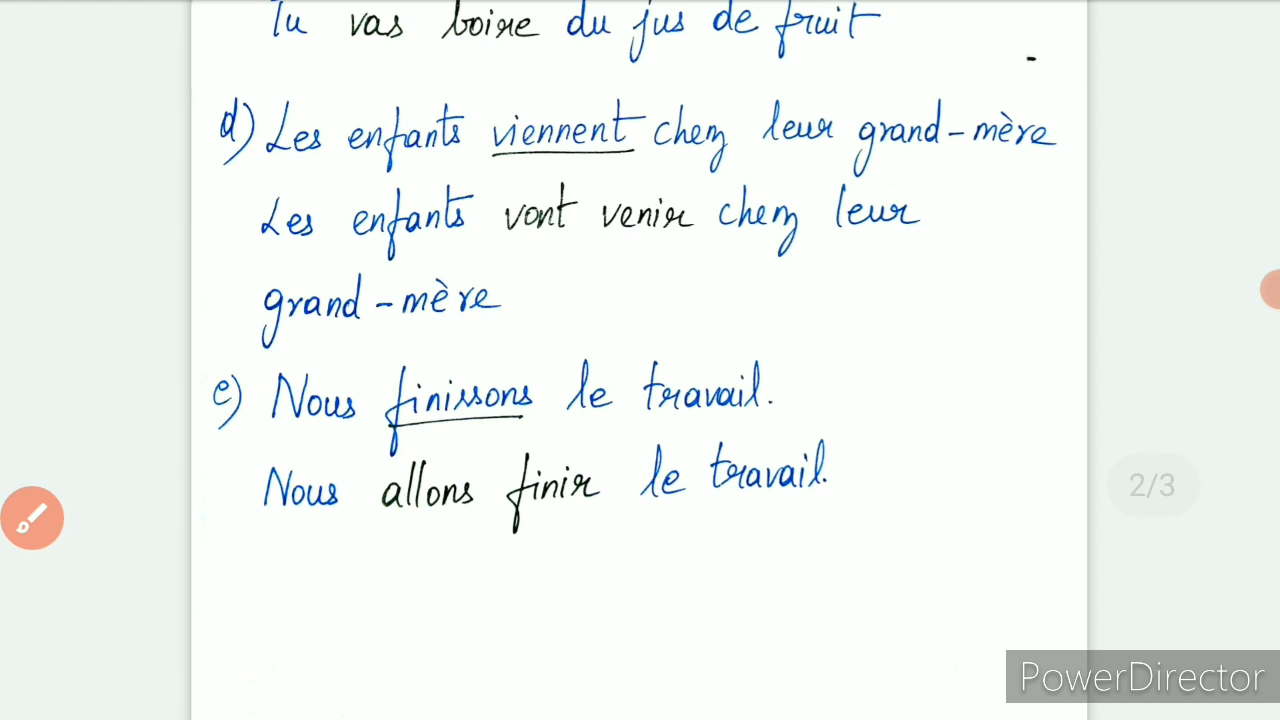 Tu vas boire du jus de fruit
d) Les enfants viennent chez leur grand-mère
Les enfants vont venir chez leur
grand-mère
e) Nous finissons le travail.
Nous allons finir le travail.
2/3
PowerDirector